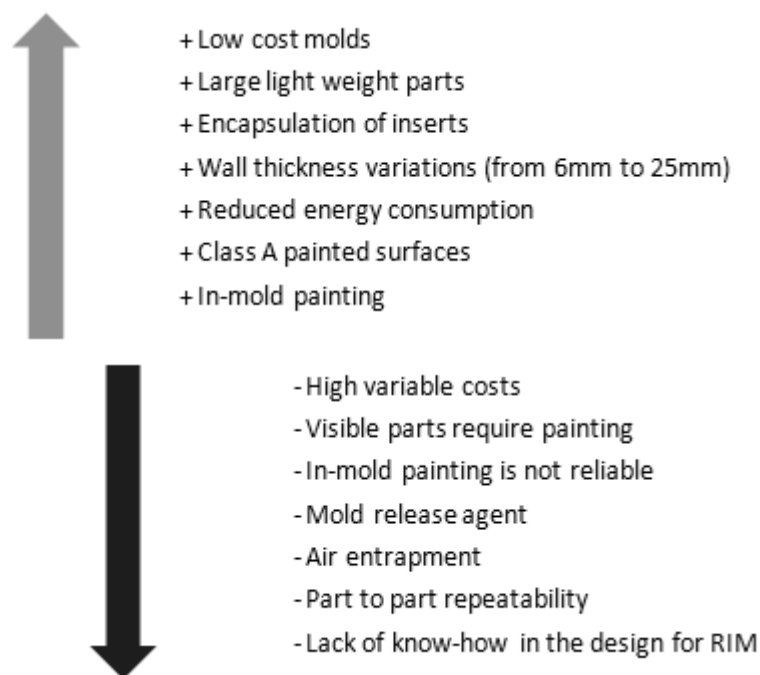 + Low cost molds
+ Large light weight parts
+ Encapsulation of inserts
+ Wall thickness variations (from 6mm to 25mm)
+ Reduced energy consumption
+ Class A painted surfaces
+ In-mold painting
- High variable costs
- Visible parts require painting
- In-mold painting is not reliable
- Mold release agent
- Air entrapment
- Part to part repeatability
- Lack of know-how in the design for RIM